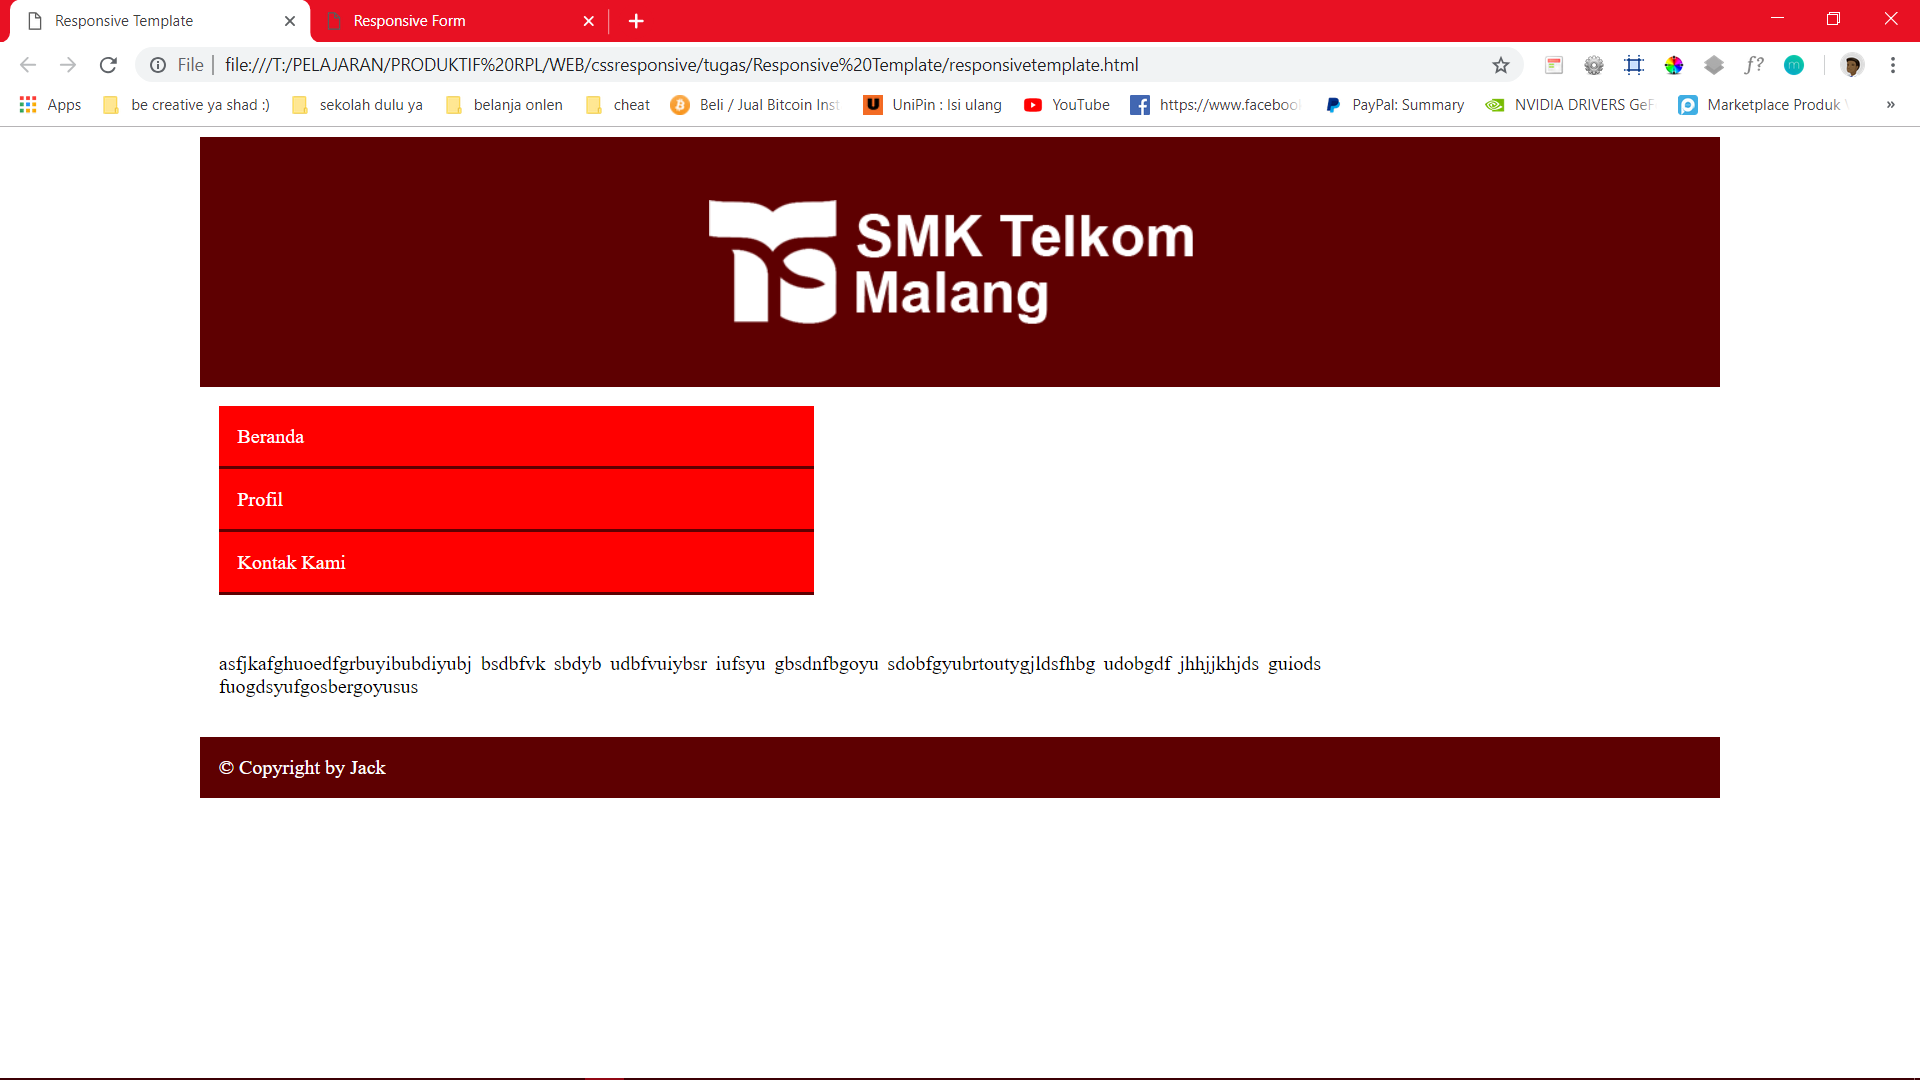 Responsive Template
Responsive Form
File | file:///T:/PELAJARAN/PRODUKTIF%20RPL/WEB/cssresponsive/tugas/Responsive%20Template/responsivetemplate.html
f?
m
Apps
be creative ya shad :)
sekolah dulu ya
belanja onlen
cheat
Beli / Jual Bitcoin Inst
UniPin : Isi ulang
YouTube
https://www.faceboo
PayPal: Summary
NVIDIA DRIVERS GeF
Marketplace Produk
»
SMK Telkom
Malang
Beranda
Profil
Kontak Kami
asfjkafghuoedfgrbuyibubdiyubj bsdbfvk sbdyb udbfvuiybsr iufsyu gbsdnfbgoyu sdobfgyubrtoutygjldsfhbg udobgdf jhhjjkhjds guiods
fuogdsyufgosbergoyusus
© Copyright by Jack